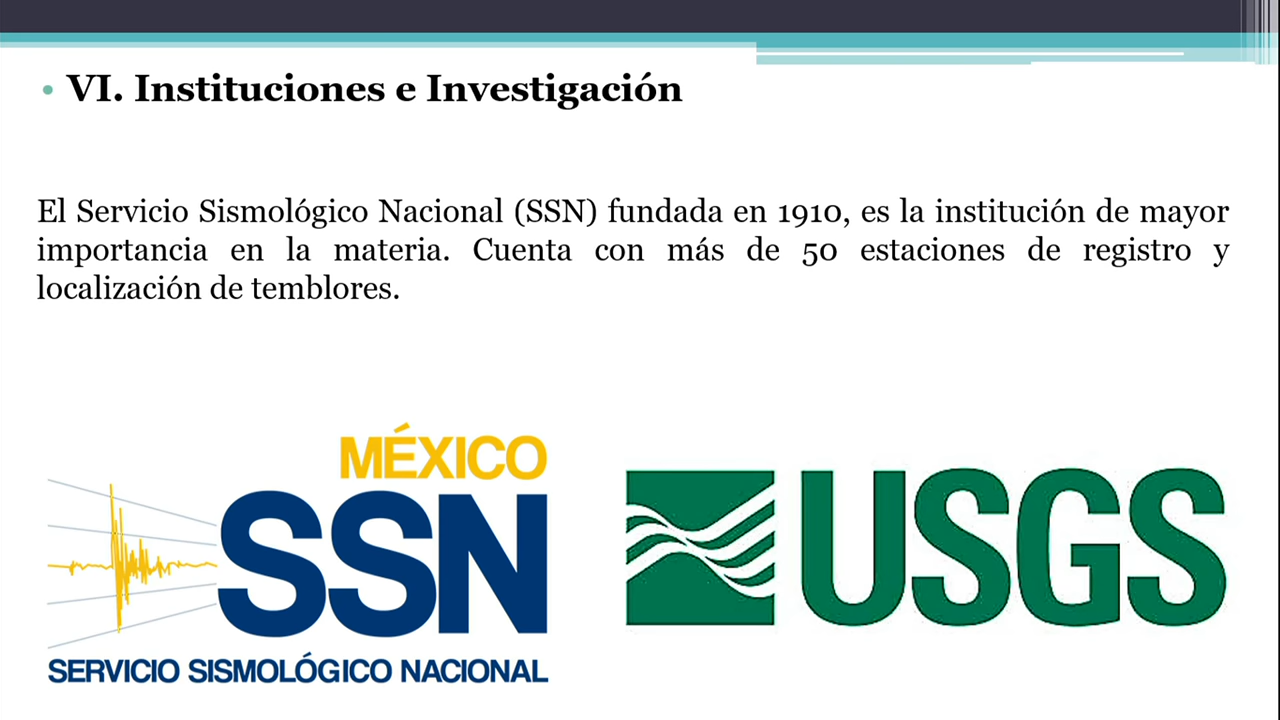 • VI. Instituciones e Investigación
El Servicio Sismológico Nacional (SSN) fundada en 1910, es la institución de mayor
importancia en la materia. Cuenta con más de 50 estaciones de registro y
localización de temblores.
MÉXICO
SSN
SERVICIO SISMOLÓGICO NACIONAL
USGS